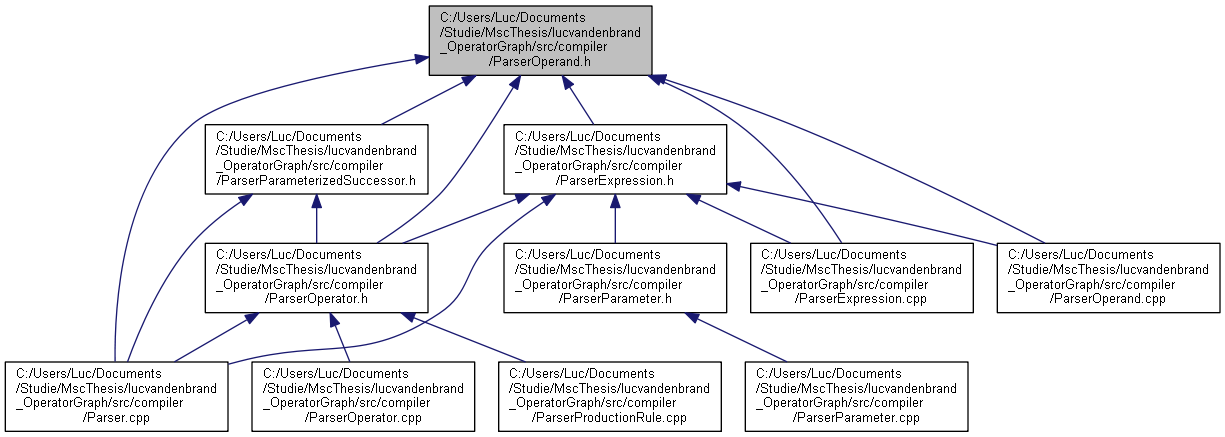 C:/Users/Luc/Documents
/Studie/MscThesis/lucvandenbrand
_OperatorGraph/src/compiler
/ParserOperand.h
C:/Users/Luc/Documents
/Studie/MscThesis/lucvandenbrand
_OperatorGraph/src/compiler
/ParserParameterizedSuccessor.h
C:/Users/Luc/Documents
/Studie/MscThesis/lucvandenbrand
_OperatorGraph/src/compiler
/ParserExpression.h
C:/Users/Luc/Documents
/Studie/MscThesis/lucvandenbrand
_OperatorGraph/src/compiler
/ParserOperator.h
C:/Users/Luc/Documents
/Studie/MscThesis/lucvandenbrand
_OperatorGraph/src/compiler
/ParserParameter.h
C:/Users/Luc/Documents
/Studie/MscThesis/lucvandenbrand
_OperatorGraph/src/compiler
/ParserExpression.cpp
C:/Users/Luc/Documents
/Studie/MscThesis/lucvandenbrand
_OperatorGraph/src/compiler
/ParserOperand.cpp
C:/Users/Luc/Documents
/Studie/MscThesis/lucvandenbrand
_OperatorGraph/src/compiler
/Parser.cpp
C:/Users/Luc/Documents
/Studie/MscThesis/lucvandenbrand
_OperatorGraph/src/compiler
/ParserOperator.cpp
C:/Users/Luc/Documents
/Studie/MscThesis/lucvandenbrand
_OperatorGraph/src/compiler
/ParserProductionRule.cpp
C:/Users/Luc/Documents
/Studie/MscThesis/lucvandenbrand
_OperatorGraph/src/compiler
/ParserParameter.cpp